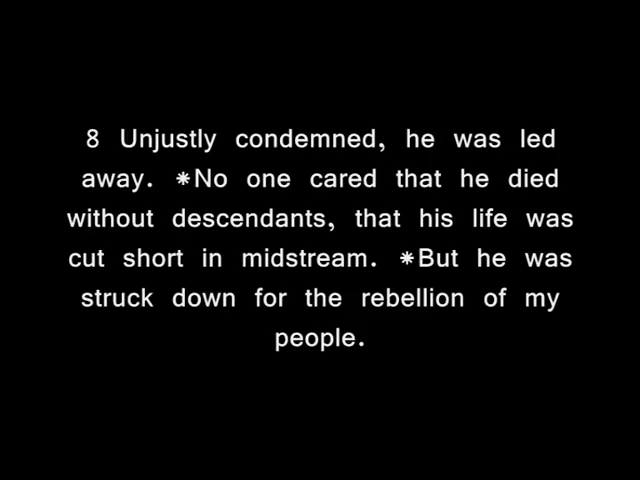 8 Unjustly condemned, he was led
away. *No one cared that he died
without descendants, that his life was
cut short in midstream. *But he was
struck down for the rebellion of my
people.